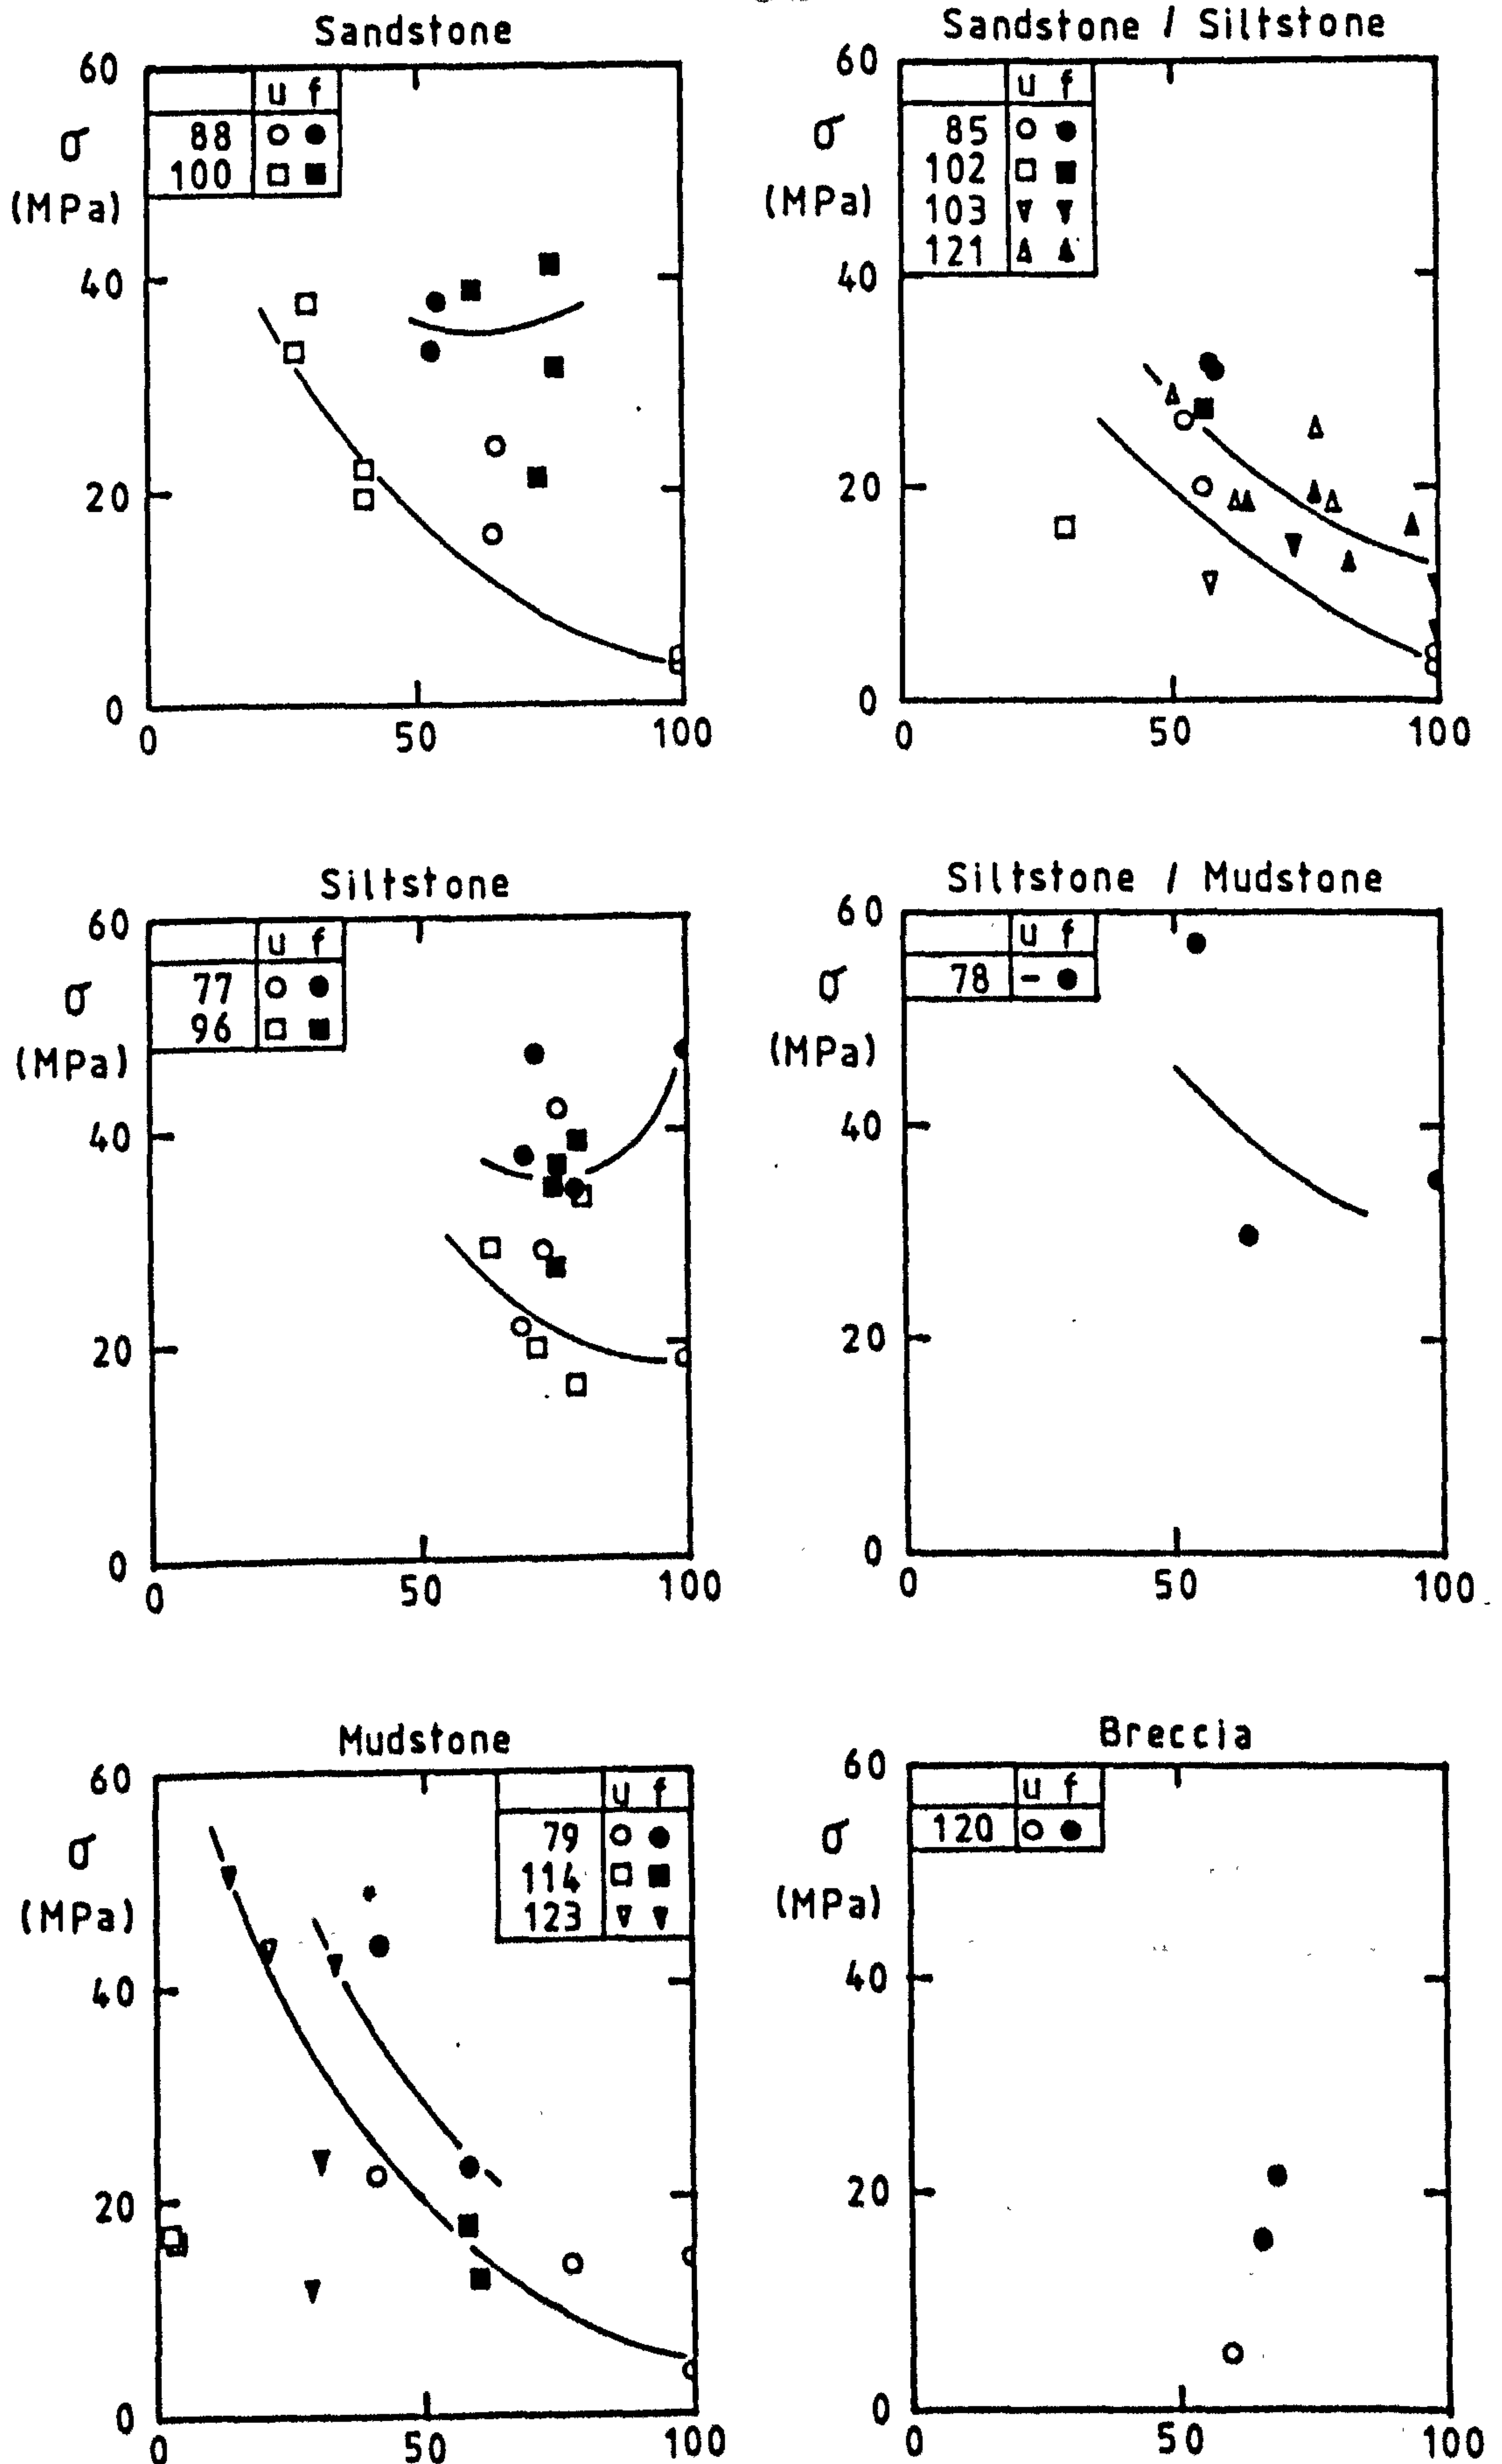 Sandstone
60
u f
88
100
σ
(MPa)
40
20
0
0 50 100
Sandstone / Siltstone
60
u f
85
102
103
121
σ
(MPa)
40
20
0
0 50 100
Siltstone
60
u f
77
96
σ
(MPa)
40
20
0
0 50 100
Siltstone / Mudstone
60
u f
78 -
σ
(MPa)
40
20
0
0 50 100
Mudstone
60
u f
79
114
123
σ
(MPa)
40
20
0
0 50 100
Breccia
60
u f
120
σ
(MPa)
40
20
0
0 50 100